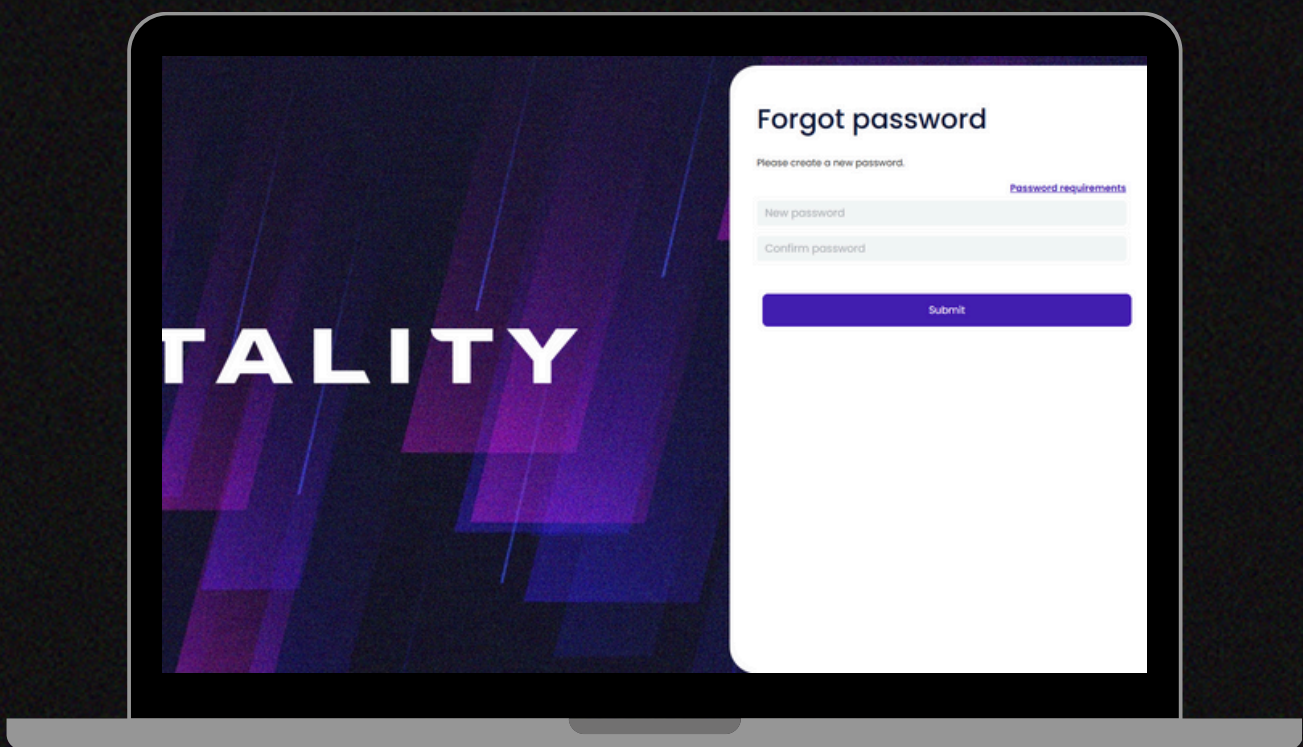 TALITY
Forgot password
Please create a new password.
Password requirements
New password
Confirm password
Submit